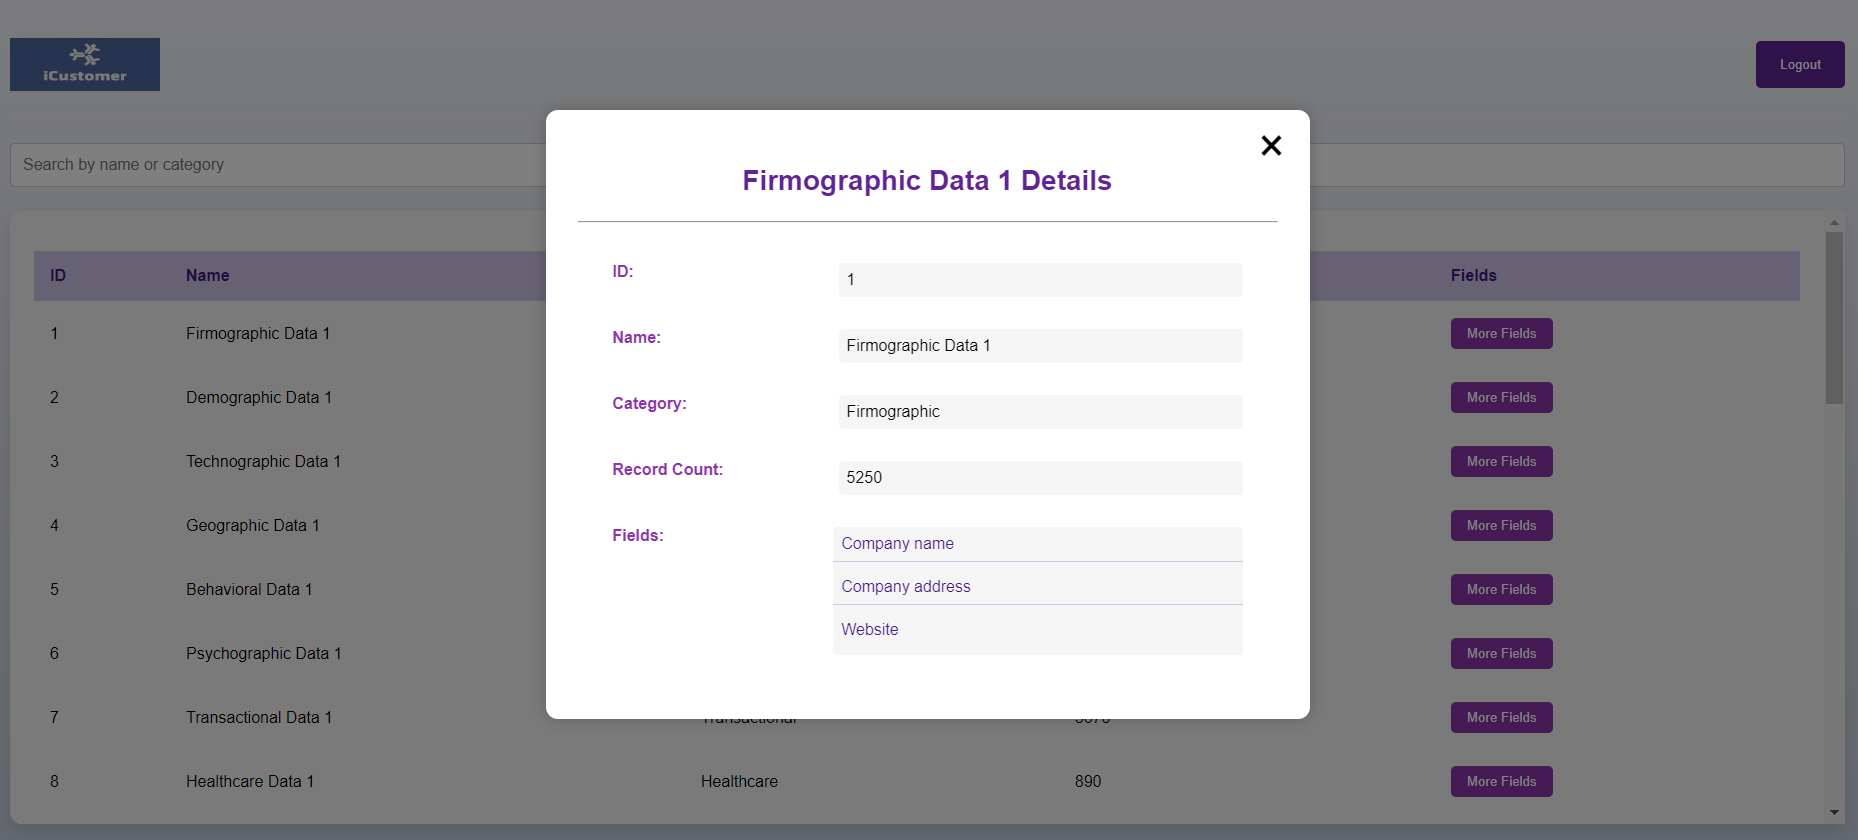 iCustomer
Logout
Search by name or category
Firmographic Data 1 Details
ID:
1
Name:
Firmographic Data 1
Category:
Firmographic
Record Count:
5250
Fields:
Company name
Company address
Website
ID Name Fields
1 Firmographic Data 1 More Fields
2 Demographic Data 1 More Fields
3 Technographic Data 1 More Fields
4 Geographic Data 1 More Fields
5 Behavioral Data 1 More Fields
6 Psychographic Data 1 More Fields
7 Transactional Data 1 Transactional More Fields
8 Healthcare Data 1 Healthcare 890 More Fields